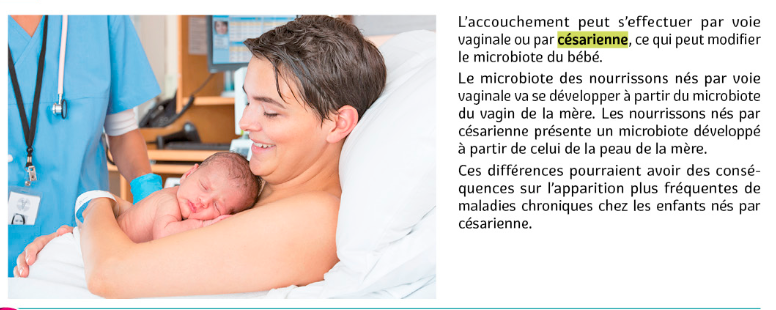 L'accouchement peut s'effectuer par voie
vaginale ou par césarienne, ce qui peut modifier
le microbiote du bébé.
Le microbiote des nourrissons nés par voie
vaginale va se développer à partir du microbiote
du vagin de la mère. Les nourrissons nés par
césarienne présente un microbiote développé
à partir de celui de la peau de la mère.
Ces différences pourraient avoir des consé-
quences sur l'apparition plus fréquentes de
maladies chroniques chez les enfants nés par
césarienne.